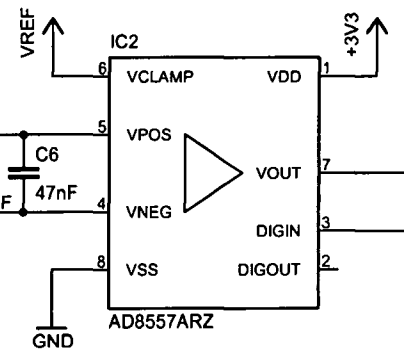 VREF
IC2
+3V3
6 VCLAMP VDD 1
5 VPOS
C6
47nF
VOUT 7
F
4 VNEG
DIGIN 3
8 VSS DIGOUT 2
GND
AD8557ARZ